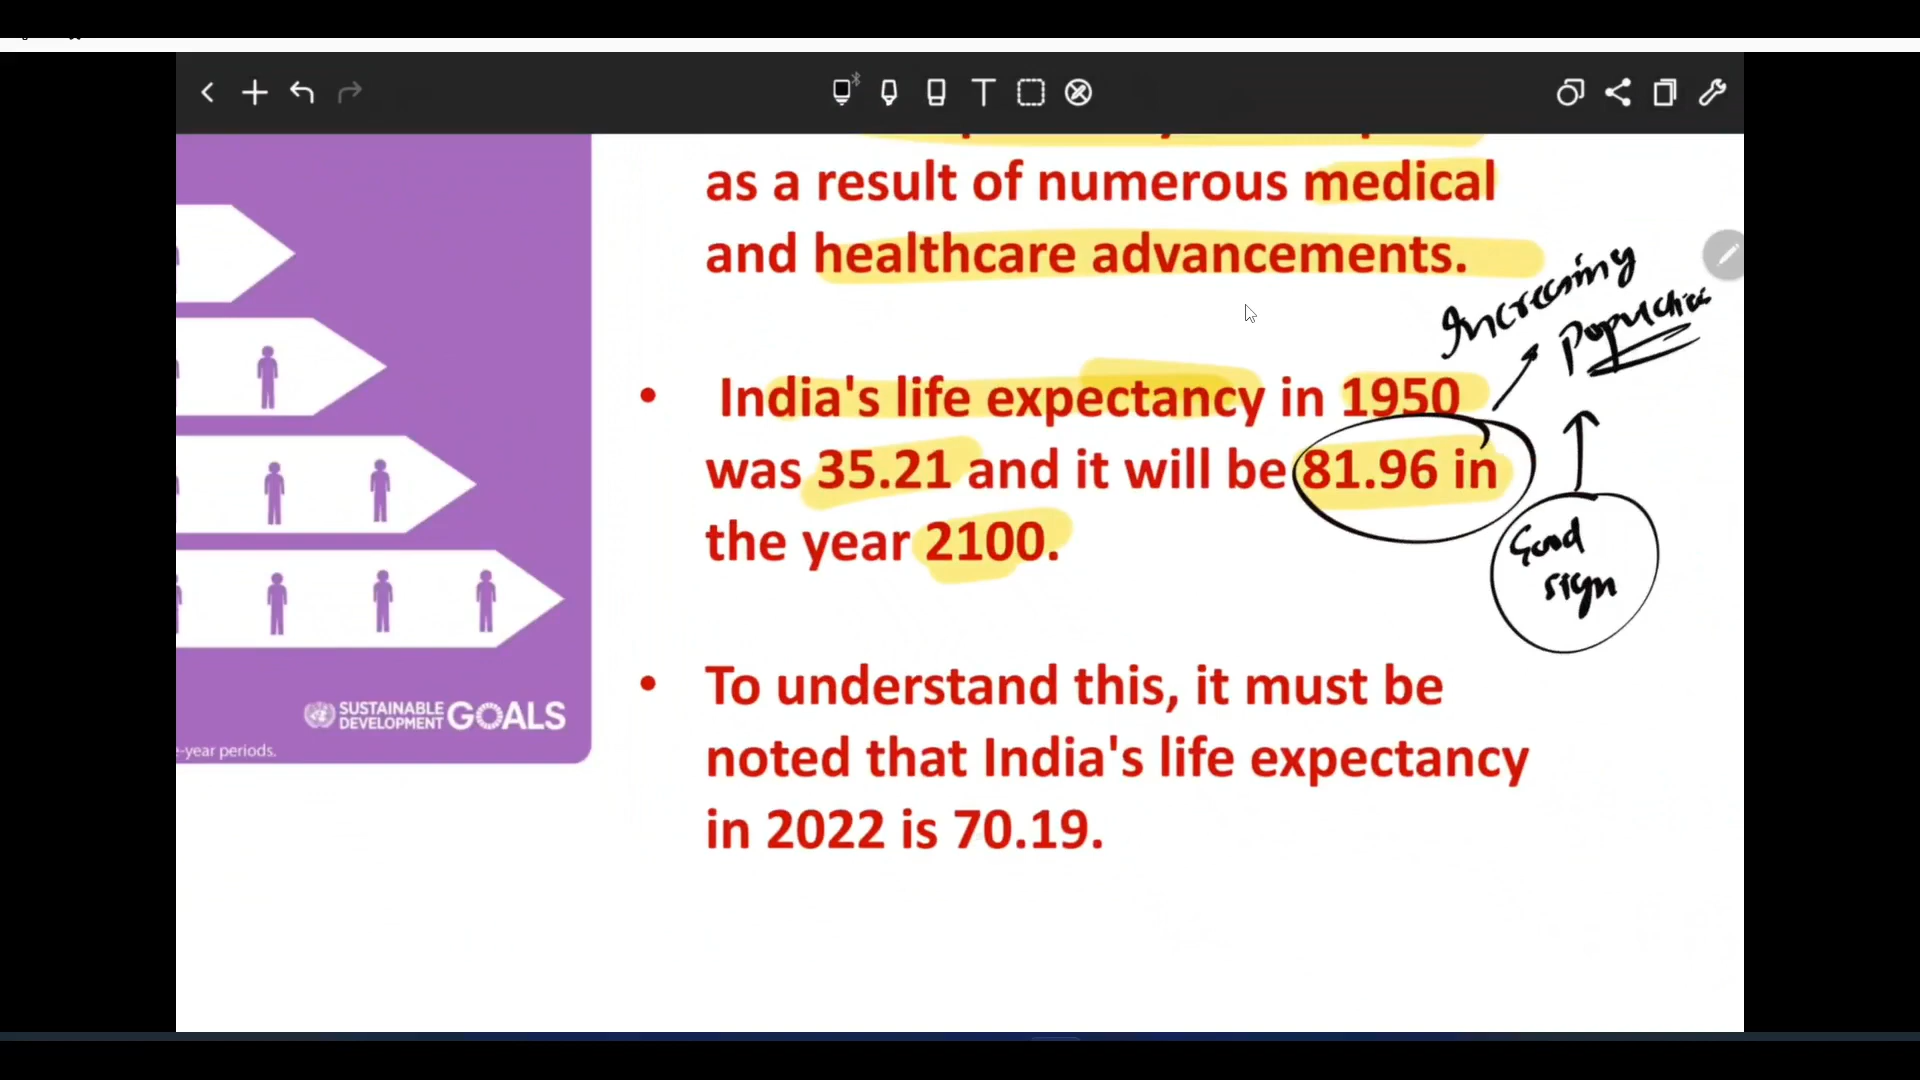 as a result of numerous medical
and healthcare advancements.
Increasing
• India's life expectancy in 1950
was 35.21 and it will be 81.96 in
the year 2100.
Good
sign
• To understand this, it must be
noted that India's life expectancy
in 2022 is 70.19.
SUSTAINABLE
DEVELOPMENT GOALS
-year periods.